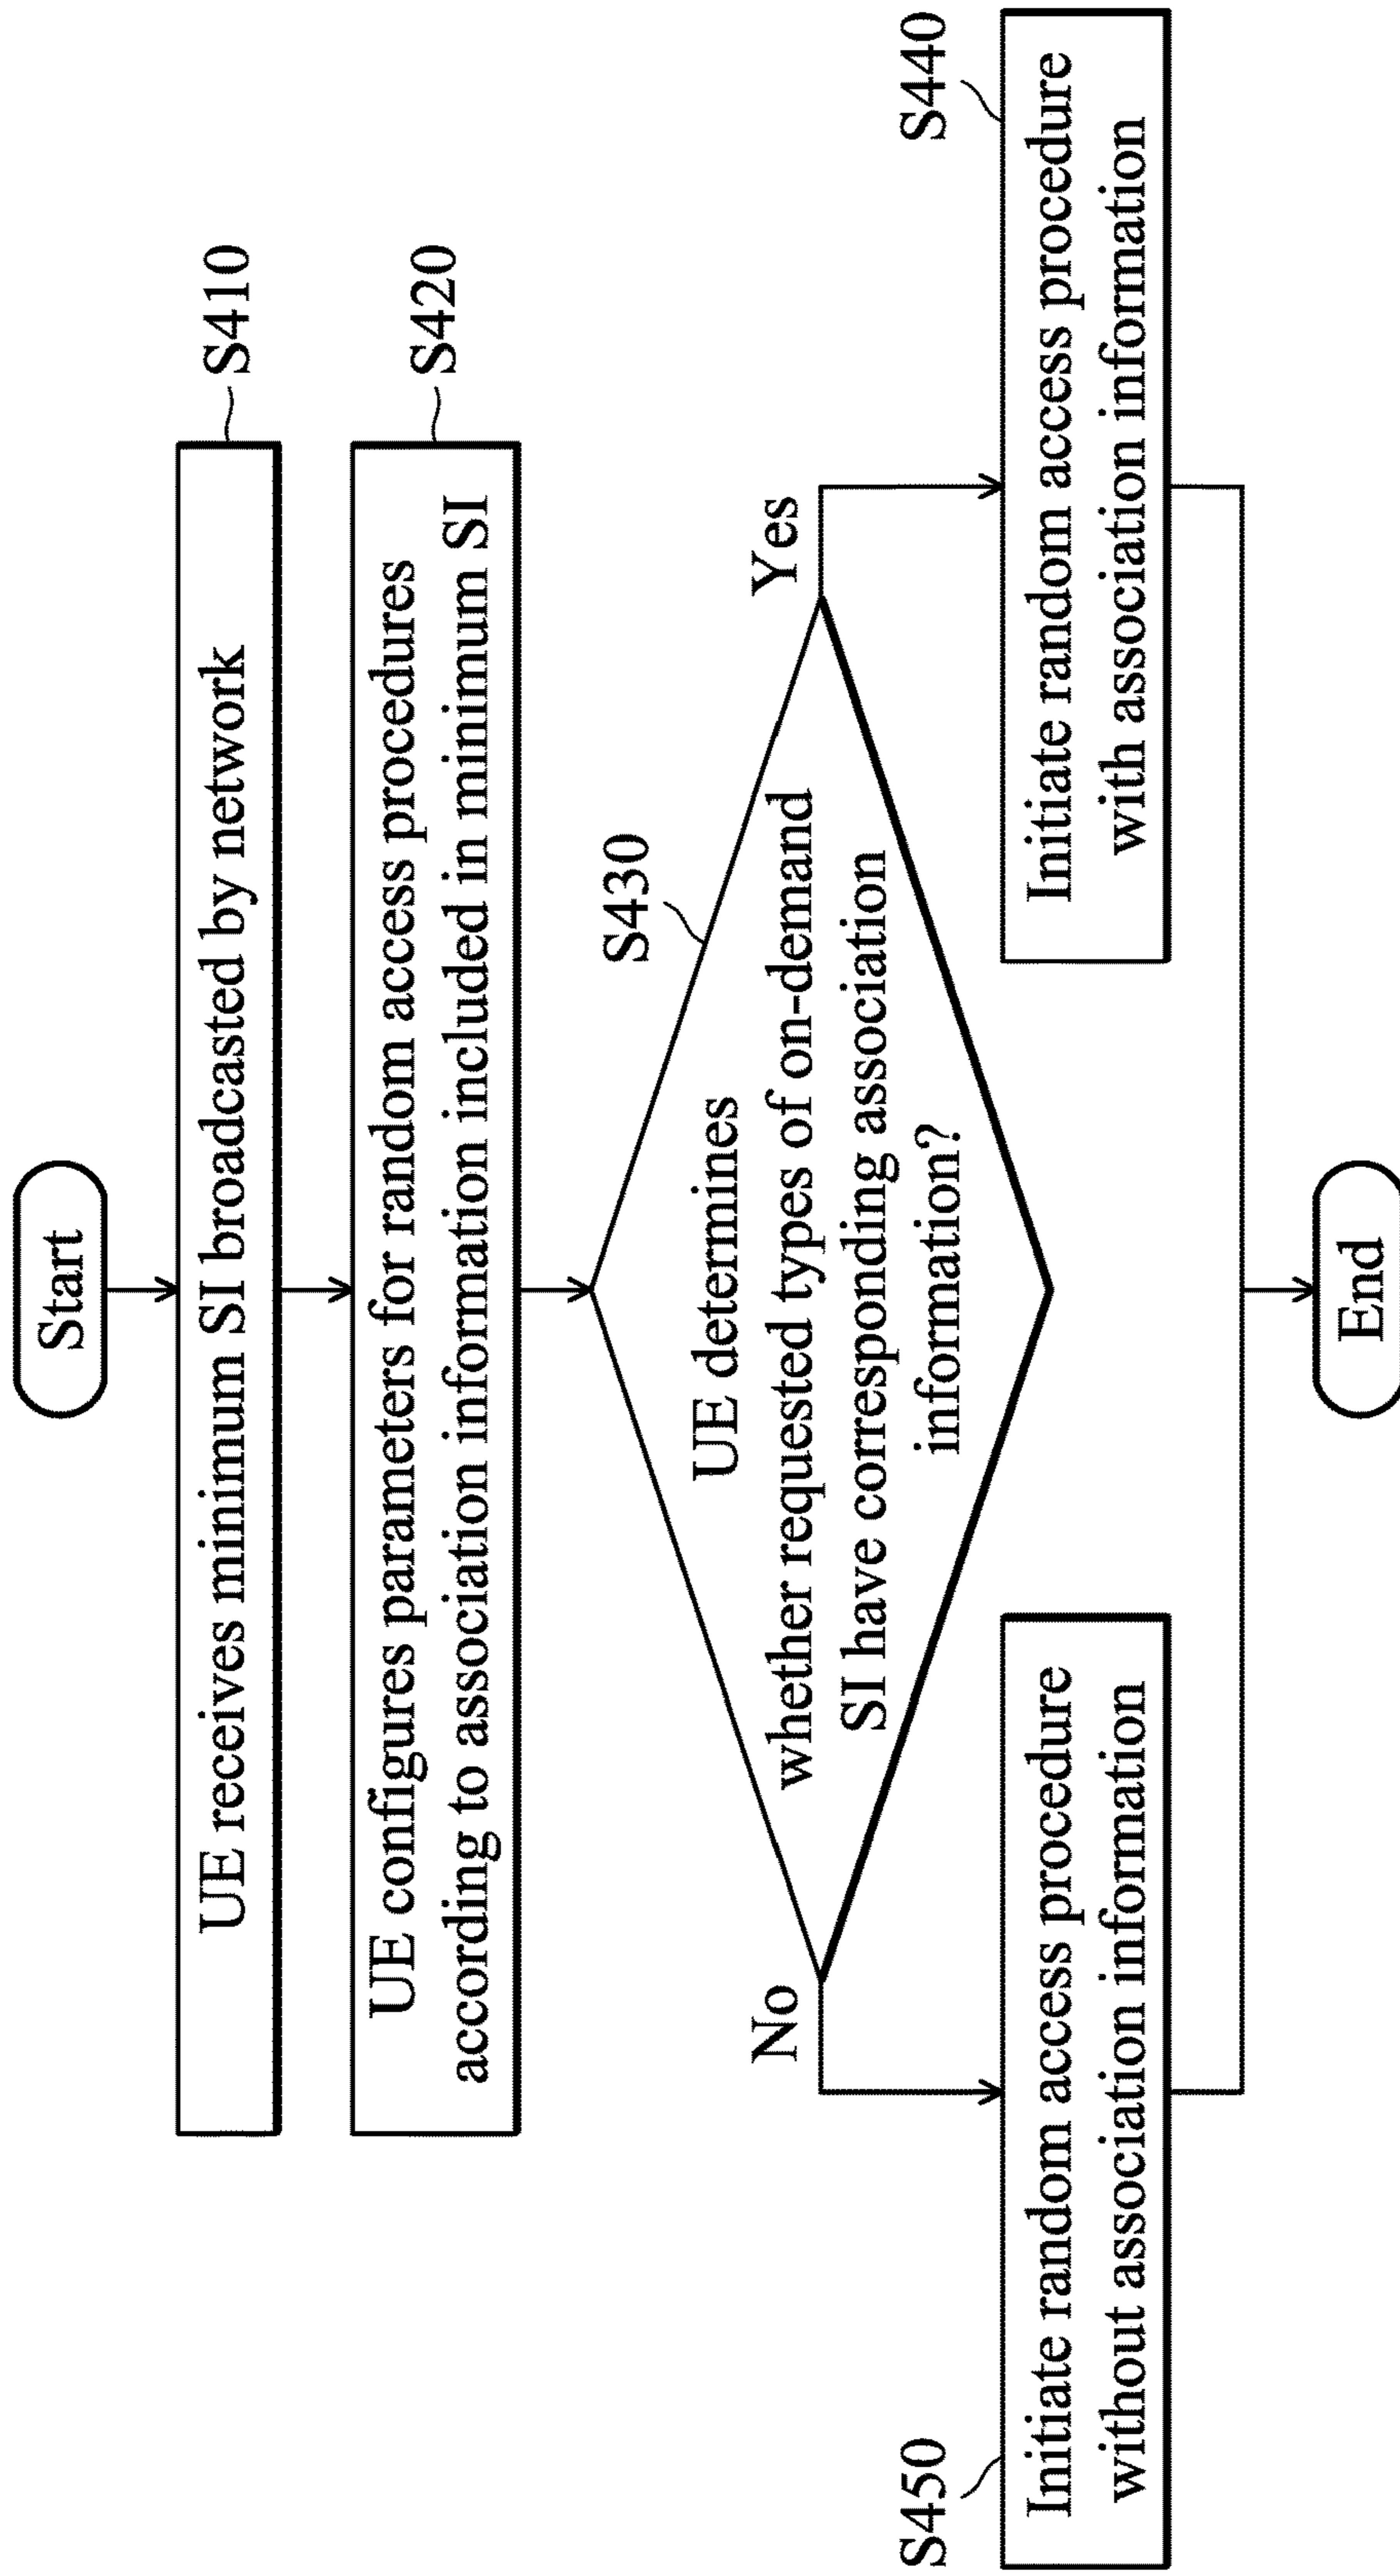 Start
UE receives minimum SI broadcasted by network
S410
UE configures parameters for random access procedures
according to association information included in minimum SI
S420
S430
UE determines
whether requested types of on-demand
SI have corresponding association
information?
No
Yes
S450
Initiate random access procedure
without association information
S440
Initiate random access procedure
with association information
End